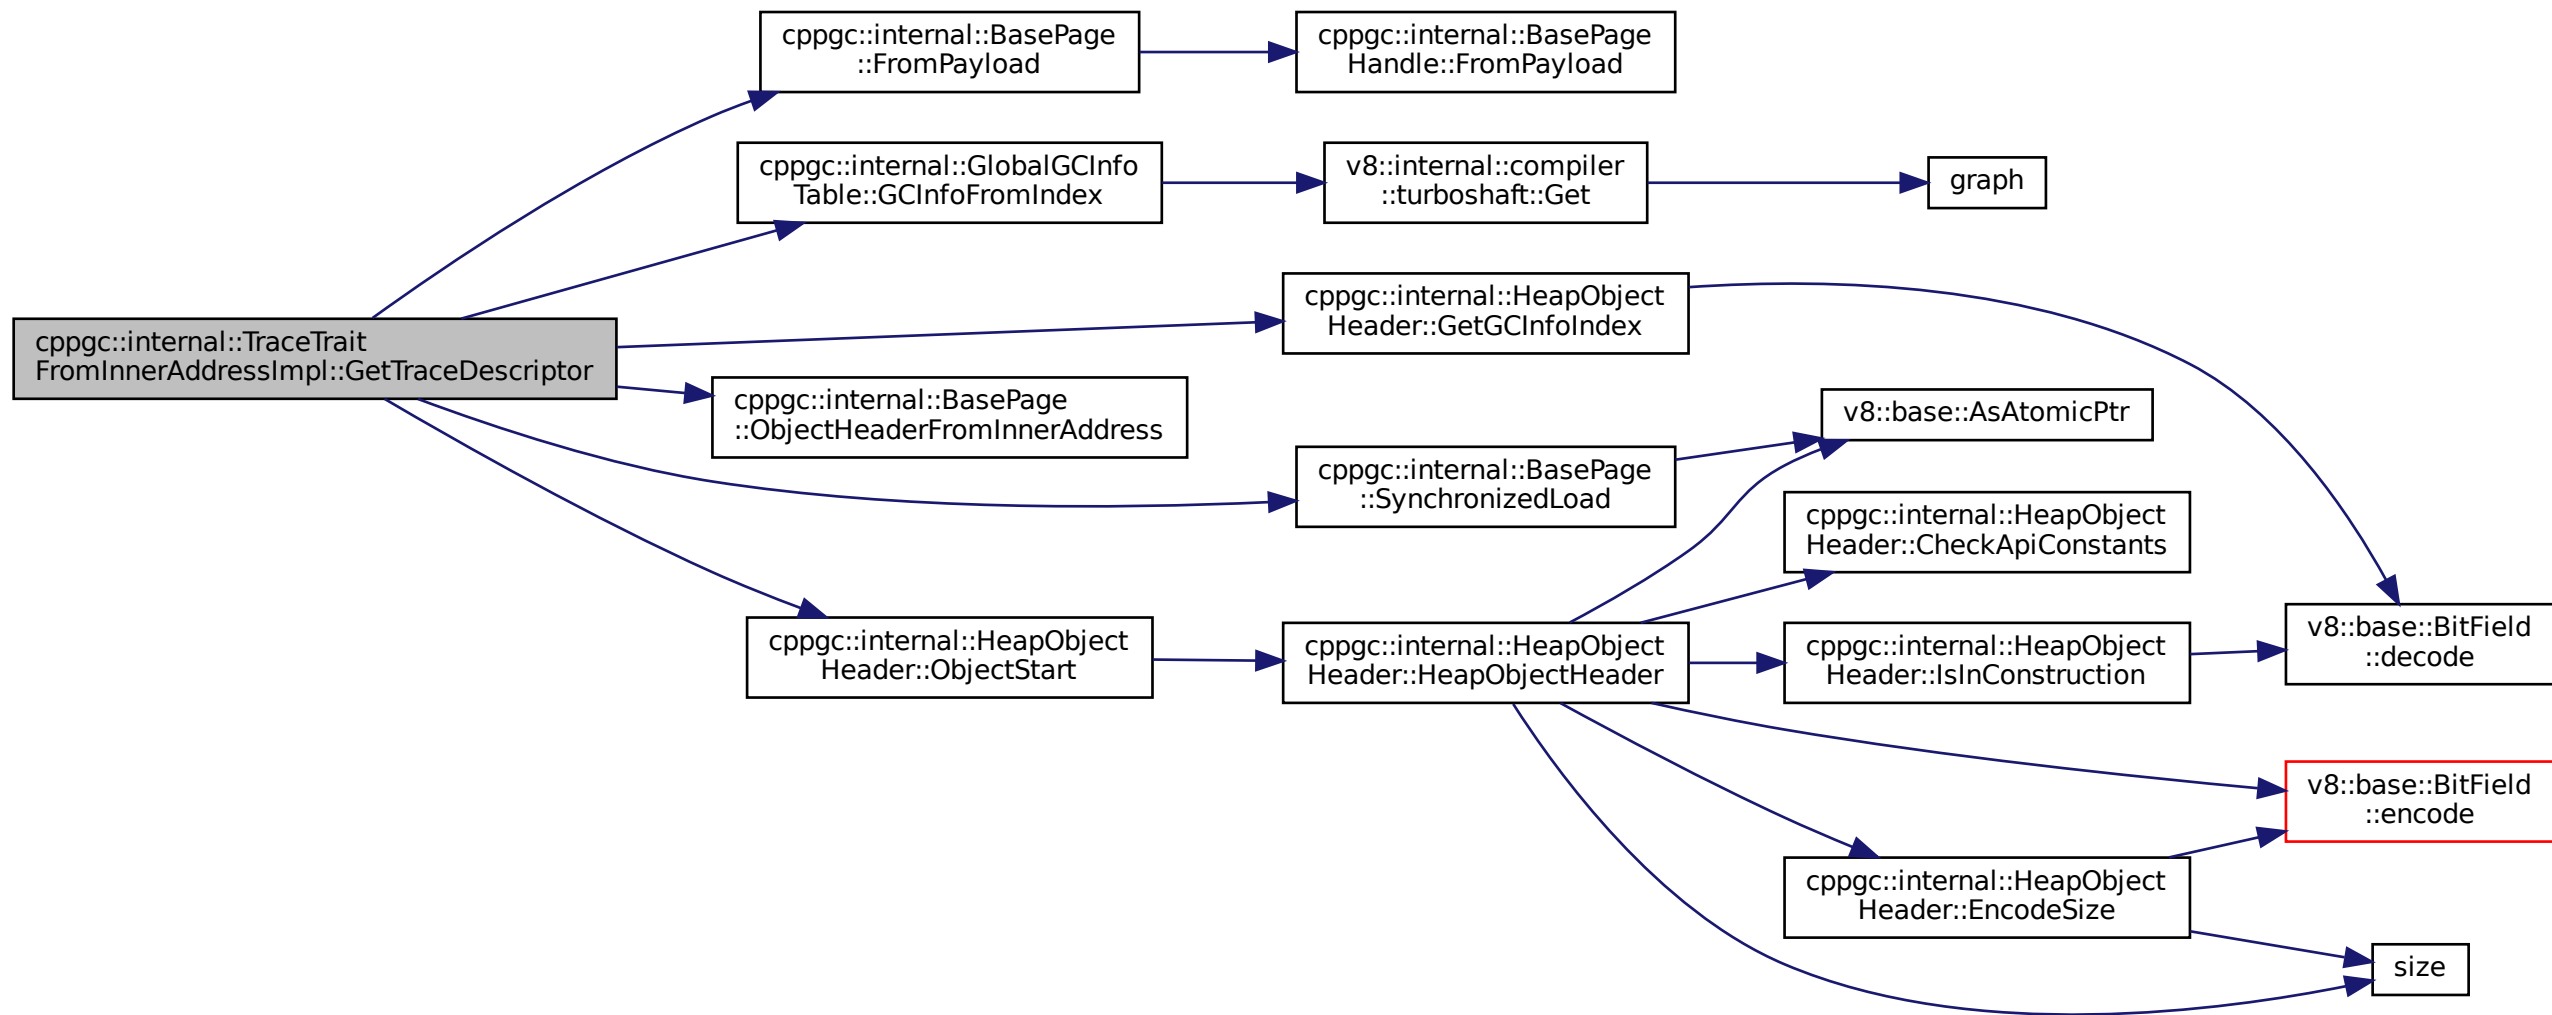 cppgc::internal::BasePage
::FromPayload
cppgc::internal::BasePage
Handle::FromPayload
cppgc::internal::GlobalGCInfo
Table::GCInfoFromIndex
v8::internal::compiler
::turboshaft::Get
graph
cppgc::internal::HeapObject
Header::GetGCInfoIndex
cppgc::internal::TraceTrait
FromInnerAddressImpl::GetTraceDescriptor
cppgc::internal::BasePage
::ObjectHeaderFromInnerAddress
v8::base::AsAtomicPtr
cppgc::internal::BasePage
::SynchronizedLoad
cppgc::internal::HeapObject
Header::CheckApiConstants
cppgc::internal::HeapObject
Header::ObjectStart
cppgc::internal::HeapObject
Header::HeapObjectHeader
cppgc::internal::HeapObject
Header::IsInConstruction
v8::base::BitField
::decode
v8::base::BitField
::encode
cppgc::internal::HeapObject
Header::EncodeSize
size